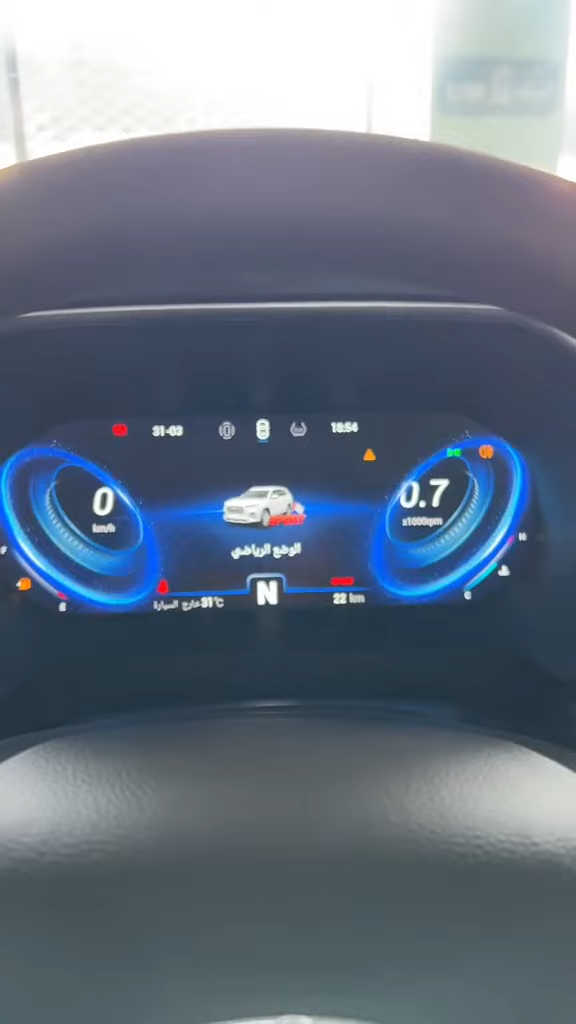 31-03
18:54
0
km/h
0.7
x1000rpm
SPORT
الوضع الرياضي
H
E
N
C
خارج السيارة 31°C
22 km